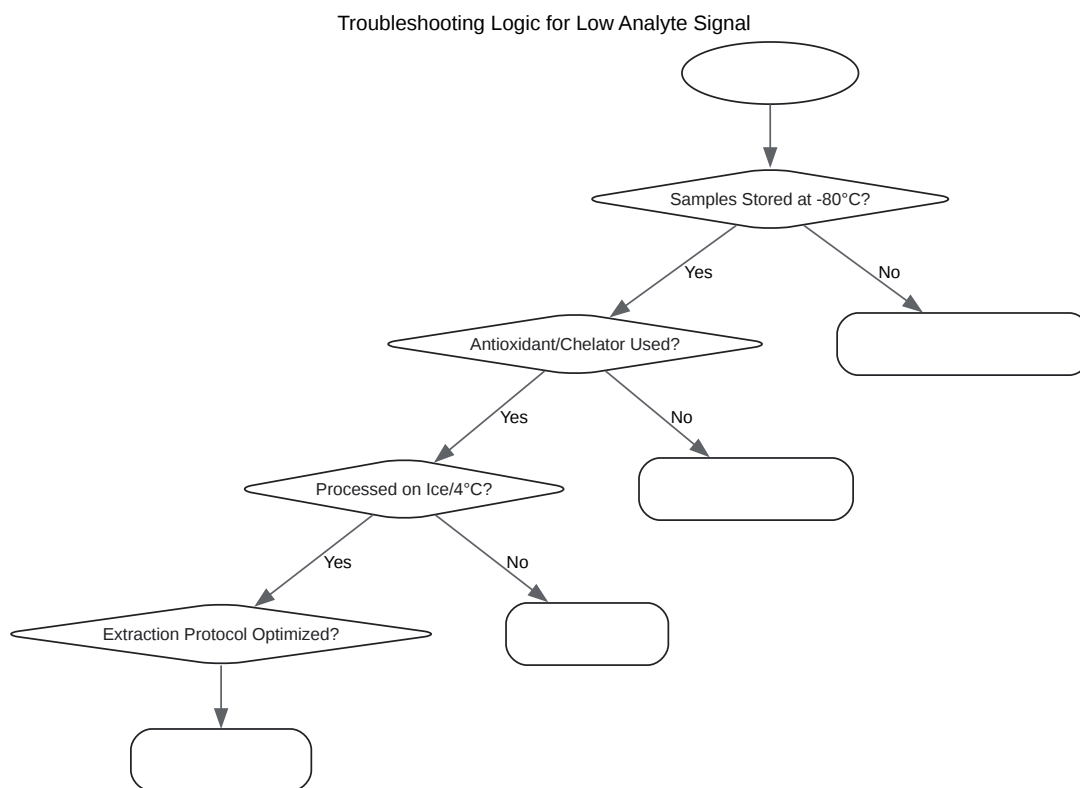 Troubleshooting Logic for Low Analyte Signal
Samples Stored at -80°C?
Yes
No
Antioxidant/Chelator Used?
Yes
No
Processed on Ice/4°C?
Yes
No
Extraction Protocol Optimized?